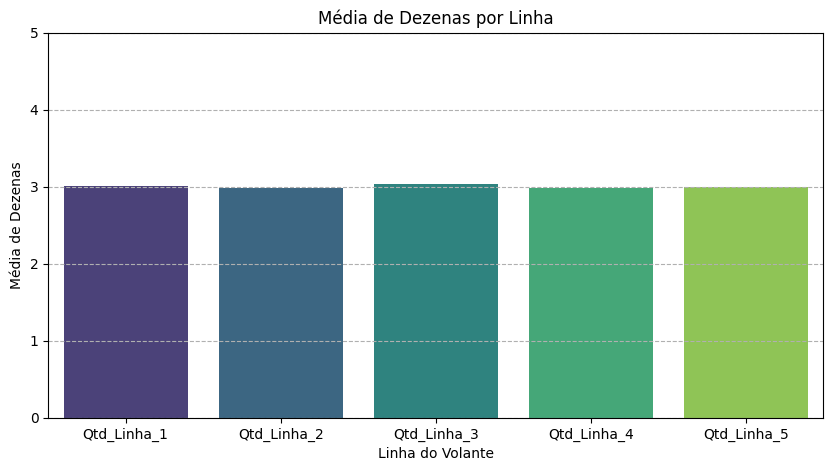 Média de Dezenas por Linha
Média de Dezenas
5
4
3
2
1
0
Qtd_Linha_1 Qtd_Linha_2 Qtd_Linha_3 Qtd_Linha_4 Qtd_Linha_5
Linha do Volante